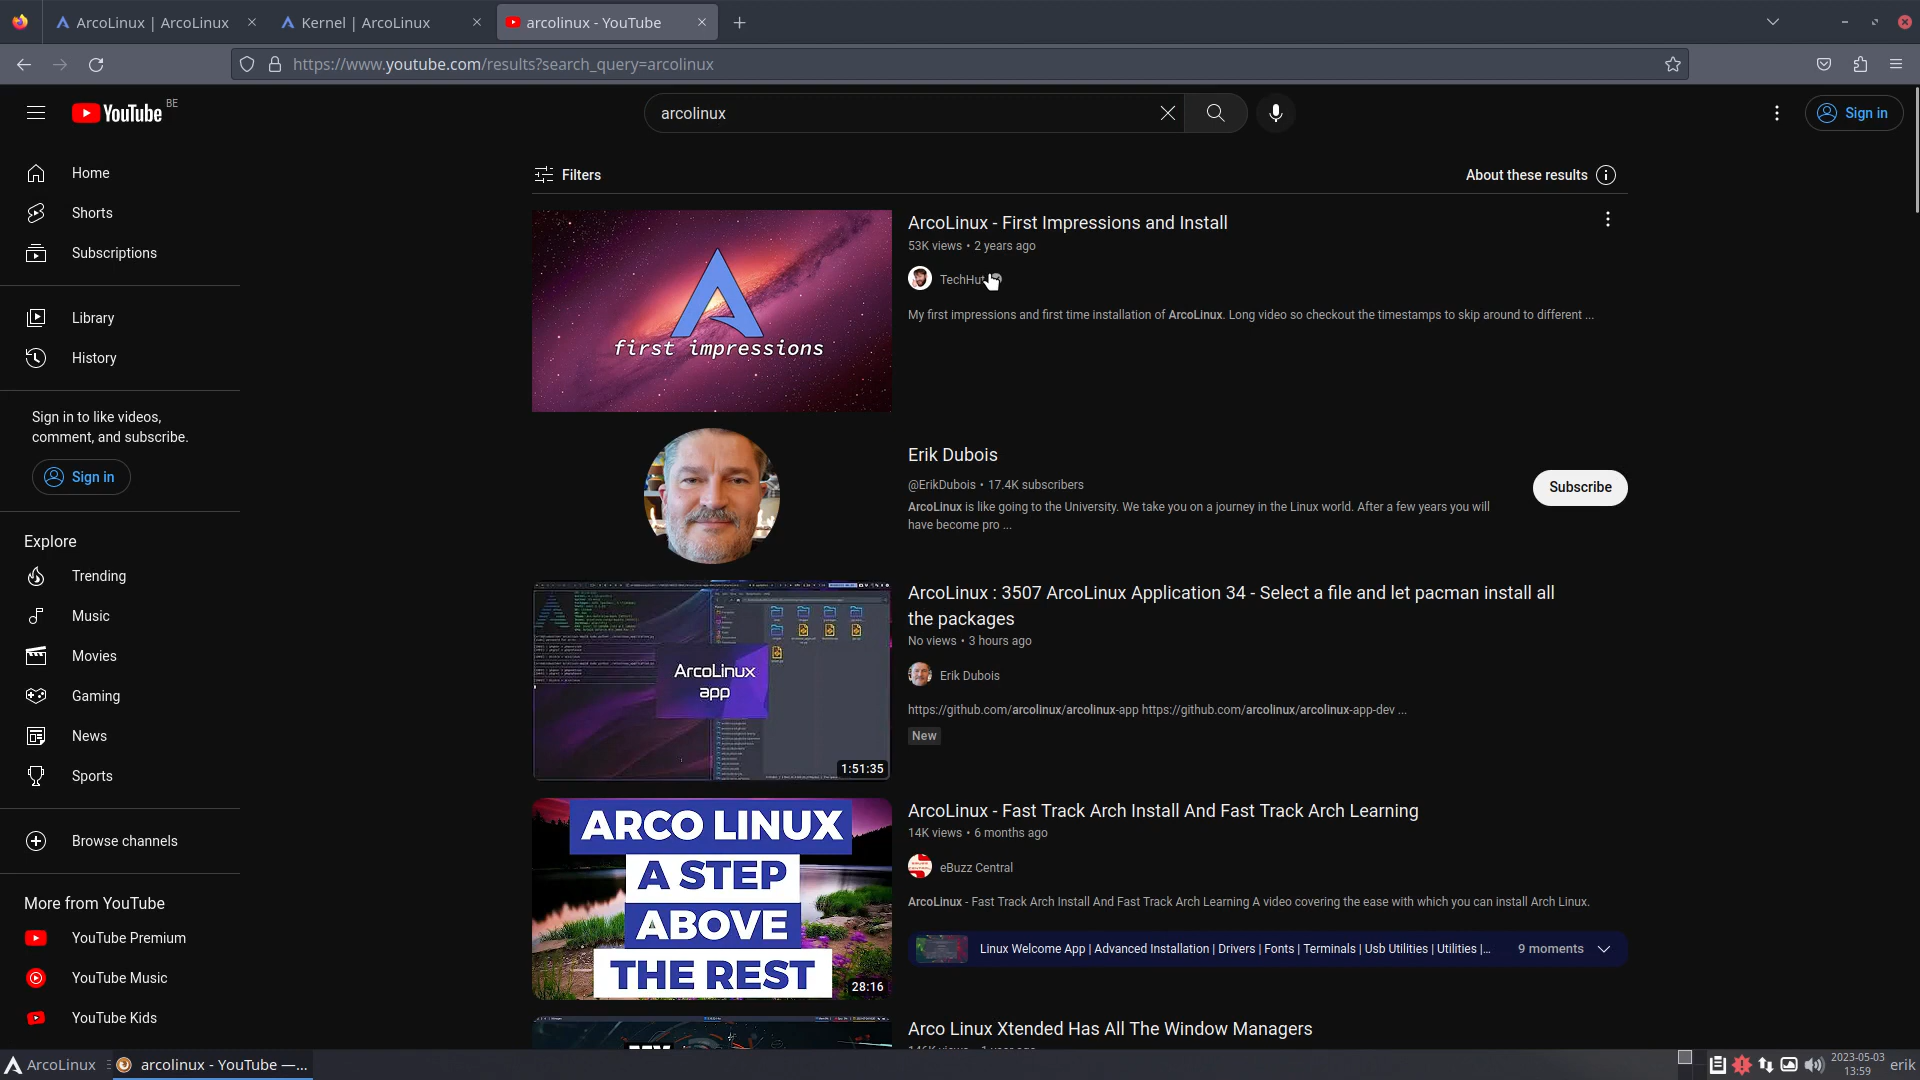 ArcoLinux | ArcoLinux
Kernel | ArcoLinux
arcolinux - YouTube
https://www.youtube.com/results?search_query=arcolinux
YouTube BE
arcolinux
Sign in
Home
Shorts
Subscriptions
Library
History
Sign in to like videos,
comment, and subscribe.
Sign in
Explore
Trending
Music
Movies
Gaming
News
Sports
Browse channels
More from YouTube
YouTube Premium
YouTube Music
YouTube Kids
Filters
About these results
first impressions
ArcoLinux - First Impressions and Install
53K views • 2 years ago
TechHut
My first impressions and first time installation of ArcoLinux. Long video so checkout the timestamps to skip around to different ...
Erik Dubois
@ErikDubois • 17.4K subscribers
ArcoLinux is like going to the University. We take you on a journey in the Linux world. After a few years you will
have become pro ...
Subscribe
ArcoLinux
app
1:51:35
ArcoLinux : 3507 ArcoLinux Application 34 - Select a file and let pacman install all
the packages
No views • 3 hours ago
Erik Dubois
https://github.com/arcolinux/arcolinux-app https://github.com/arcolinux/arcolinux-app-dev ...
New
ARCO LINUX
A STEP
ABOVE
THE REST
28:16
ArcoLinux - Fast Track Arch Install And Fast Track Arch Learning
14K views • 6 months ago
eBuzz Central
ArcoLinux - Fast Track Arch Install And Fast Track Arch Learning A video covering the ease with which you can install Arch Linux.
Linux Welcome App | Advanced Installation | Drivers | Fonts | Terminals | Usb Utilities | Utilities |...
9 moments
Arco Linux Xtended Has All The Window Managers
ArcoLinux
arcolinux - YouTube —...
2023-05-03
13:59
erik